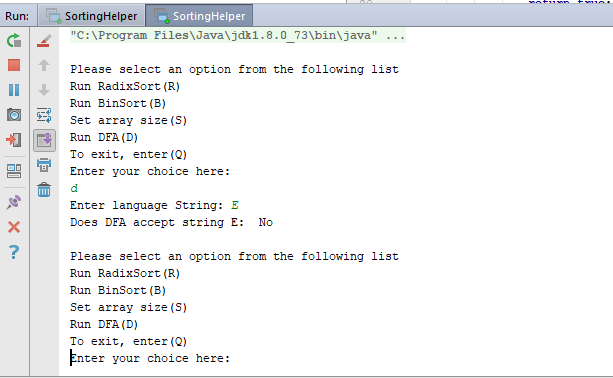 return true;
Run: SortingHelper SortingHelper
"C:\Program Files\Java\jdk1.8.0_73\bin\java" ...
Please select an option from the following list
Run RadixSort(R)
Run BinSort(B)
Set array size(S)
Run DFA(D)
To exit, enter(Q)
Enter your choice here:
d
Enter language String: E
Does DFA accept string E:  No
Please select an option from the following list
Run RadixSort(R)
Run BinSort(B)
Set array size(S)
Run DFA(D)
To exit, enter(Q)
Enter your choice here: